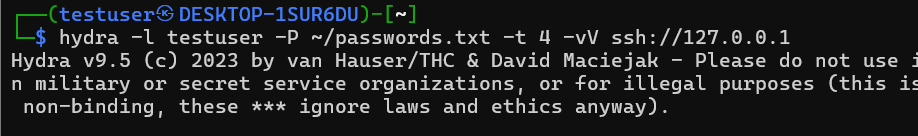 ┌──(testuser㉿DESKTOP-1SUR6DU)-[~]
└─$ hydra -l testuser -P ~/passwords.txt -t 4 -vV ssh://127.0.0.1
Hydra v9.5 (c) 2023 by van Hauser/THC & David Maciejak - Please do not use i
n military or secret service organizations, or for illegal purposes (this is
 non-binding, these *** ignore laws and ethics anyway).